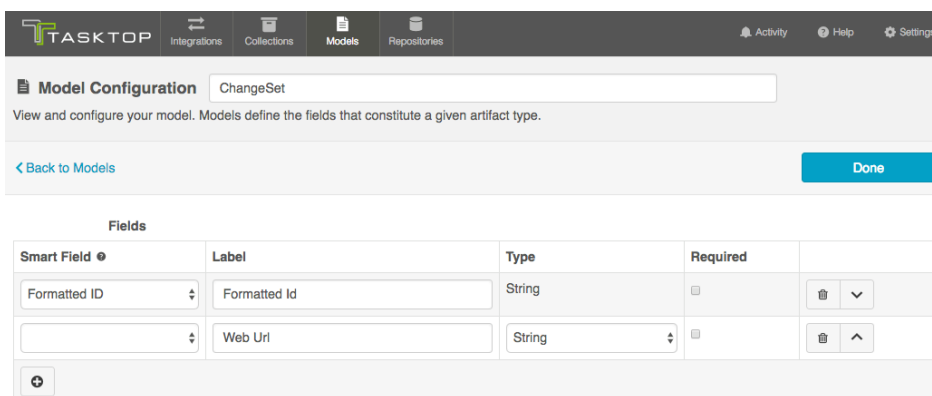 TASKTOP
Integrations
Collections
Models
Repositories
Activity
Help
Settings
Model Configuration
ChangeSet
View and configure your model. Models define the fields that constitute a given artifact type.
Back to Models
Done
Fields
Smart Field
Label
Type
Required
Formatted ID
Formatted Id
String
Web Url
String